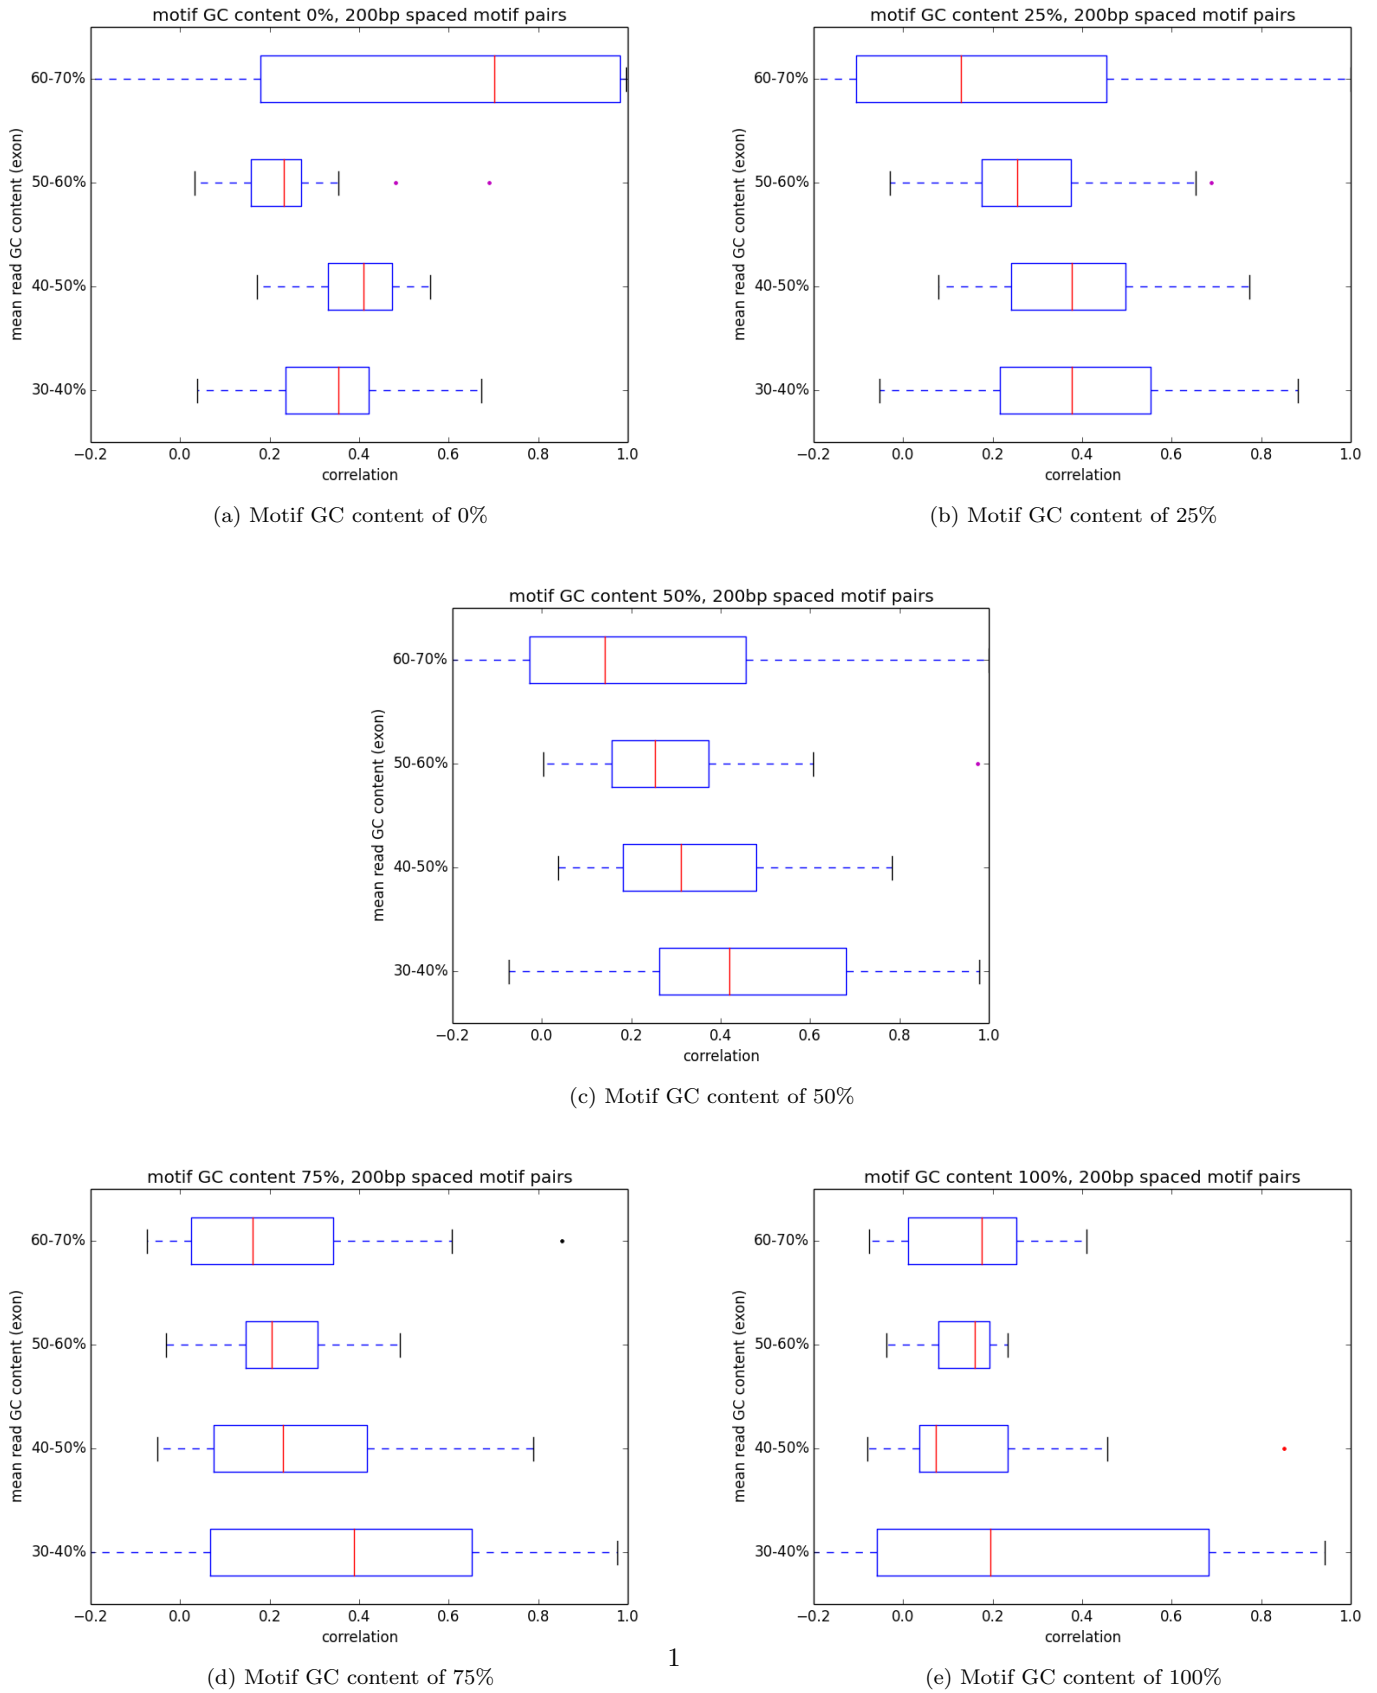 motif GC content 0%, 200bp spaced motif pairs
mean read GC content (exon)
60-70%
50-60%
40-50%
30-40%
−0.2 0.0 0.2 0.4 0.6 0.8 1.0
correlation
(a) Motif GC content of 0%
motif GC content 25%, 200bp spaced motif pairs
mean read GC content (exon)
60-70%
50-60%
40-50%
30-40%
−0.2 0.0 0.2 0.4 0.6 0.8 1.0
correlation
(b) Motif GC content of 25%
motif GC content 50%, 200bp spaced motif pairs
mean read GC content (exon)
60-70%
50-60%
40-50%
30-40%
−0.2 0.0 0.2 0.4 0.6 0.8 1.0
correlation
(c) Motif GC content of 50%
motif GC content 75%, 200bp spaced motif pairs
mean read GC content (exon)
60-70%
50-60%
40-50%
30-40%
−0.2 0.0 0.2 0.4 0.6 0.8 1.0
correlation
(d) Motif GC content of 75%
motif GC content 100%, 200bp spaced motif pairs
mean read GC content (exon)
60-70%
50-60%
40-50%
30-40%
−0.2 0.0 0.2 0.4 0.6 0.8 1.0
correlation
(e) Motif GC content of 100%
1